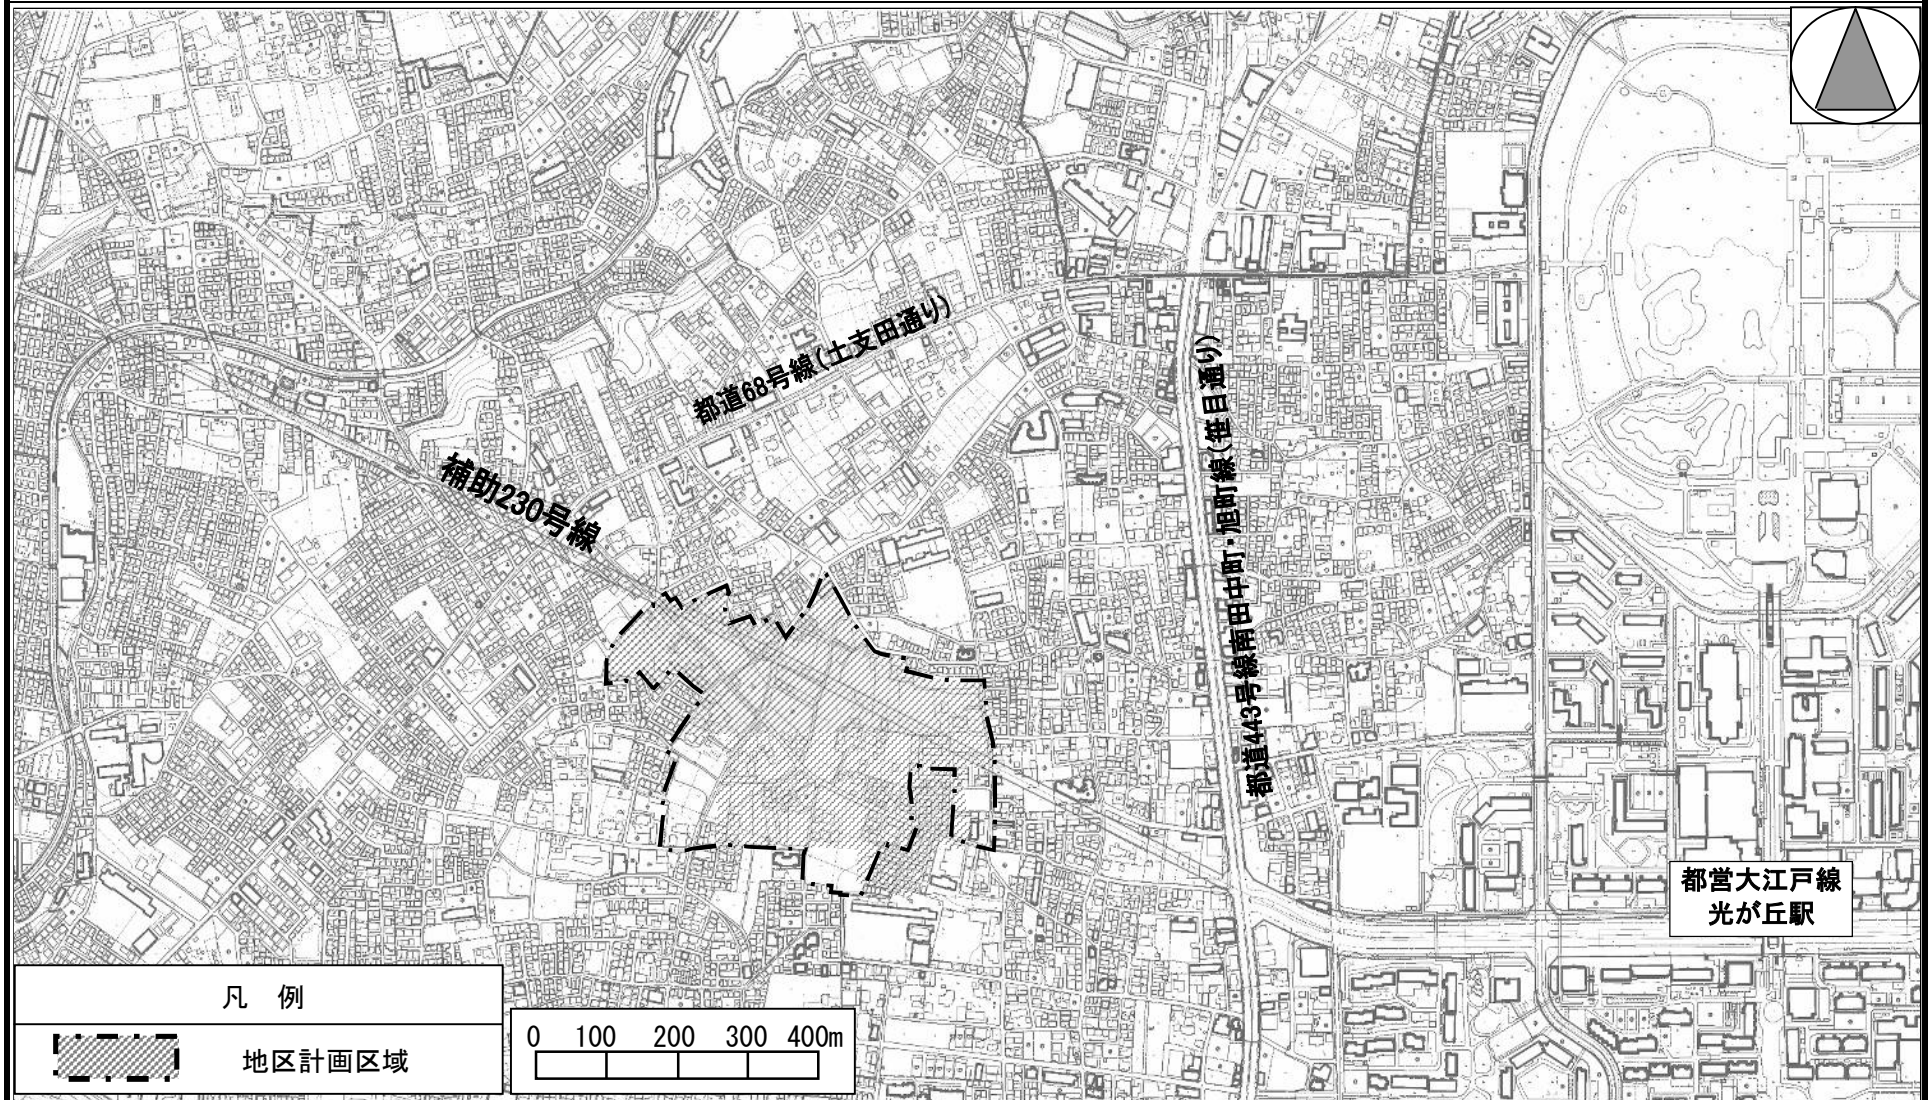 都道68号線(土支田通り)
補助230号線
都道443号線南田中町・旭町線(笹目通り)
都営大江戸線
光が丘駅
凡 例
地区計画区域
0 100 200 300 400m